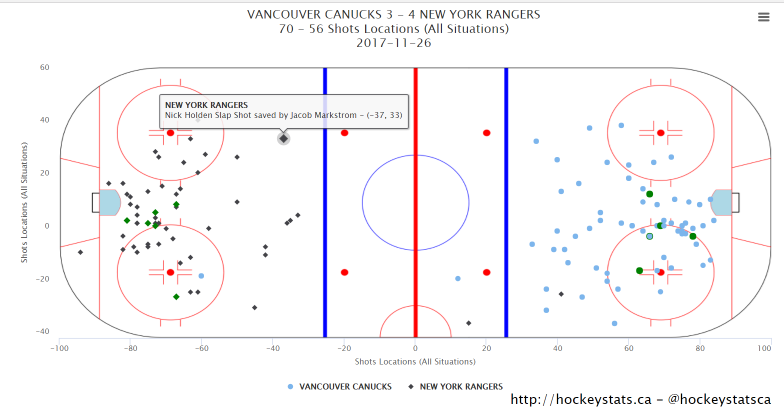 VANCOUVER CANUCKS 3 - 4 NEW YORK RANGERS
70 - 56 Shots Locations (All Situations)
2017-11-26
60
40
20
0
-20
-40
Shots Locations (All Situations)
NEW YORK RANGERS
Nick Holden Slap Shot saved by Jacob Markstrom - (-37, 33)
-100 -80 -60 -40 -20 0 20 40 60 80 100
Shots Locations (All Situations)
VANCOUVER CANUCKS NEW YORK RANGERS
http://hockeystats.ca - @hockeystatsca